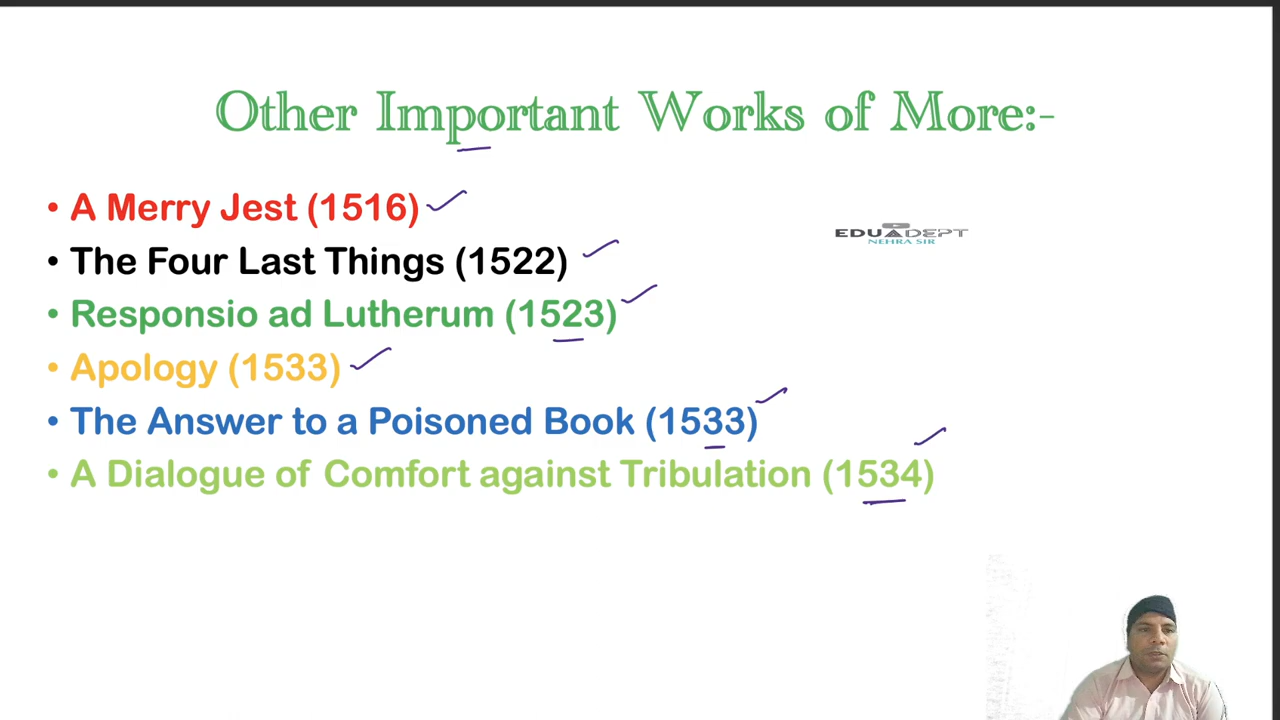 Other Important Works of More:-
• A Merry Jest (1516)
• The Four Last Things (1522)
• Responsio ad Lutherum (1523)
• Apology (1533)
• The Answer to a Poisoned Book (1533)
• A Dialogue of Comfort against Tribulation (1534)
EDUADEPT
NEHRA SIR